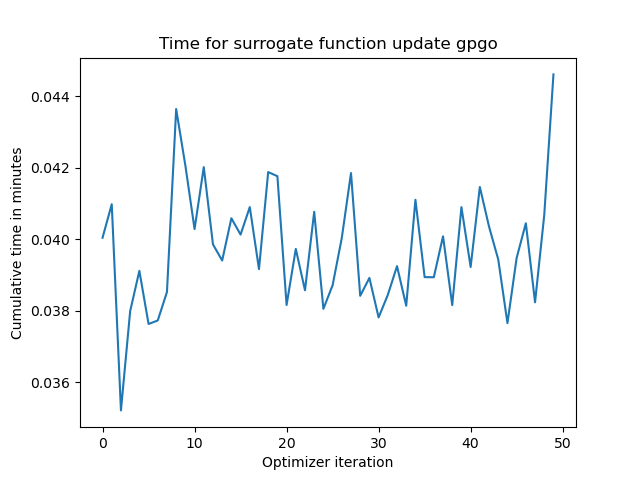 Time for surrogate function update gpgo
Cumulative time in minutes
0.044
0.042
0.040
0.038
0.036
0 10 20 30 40 50
Optimizer iteration